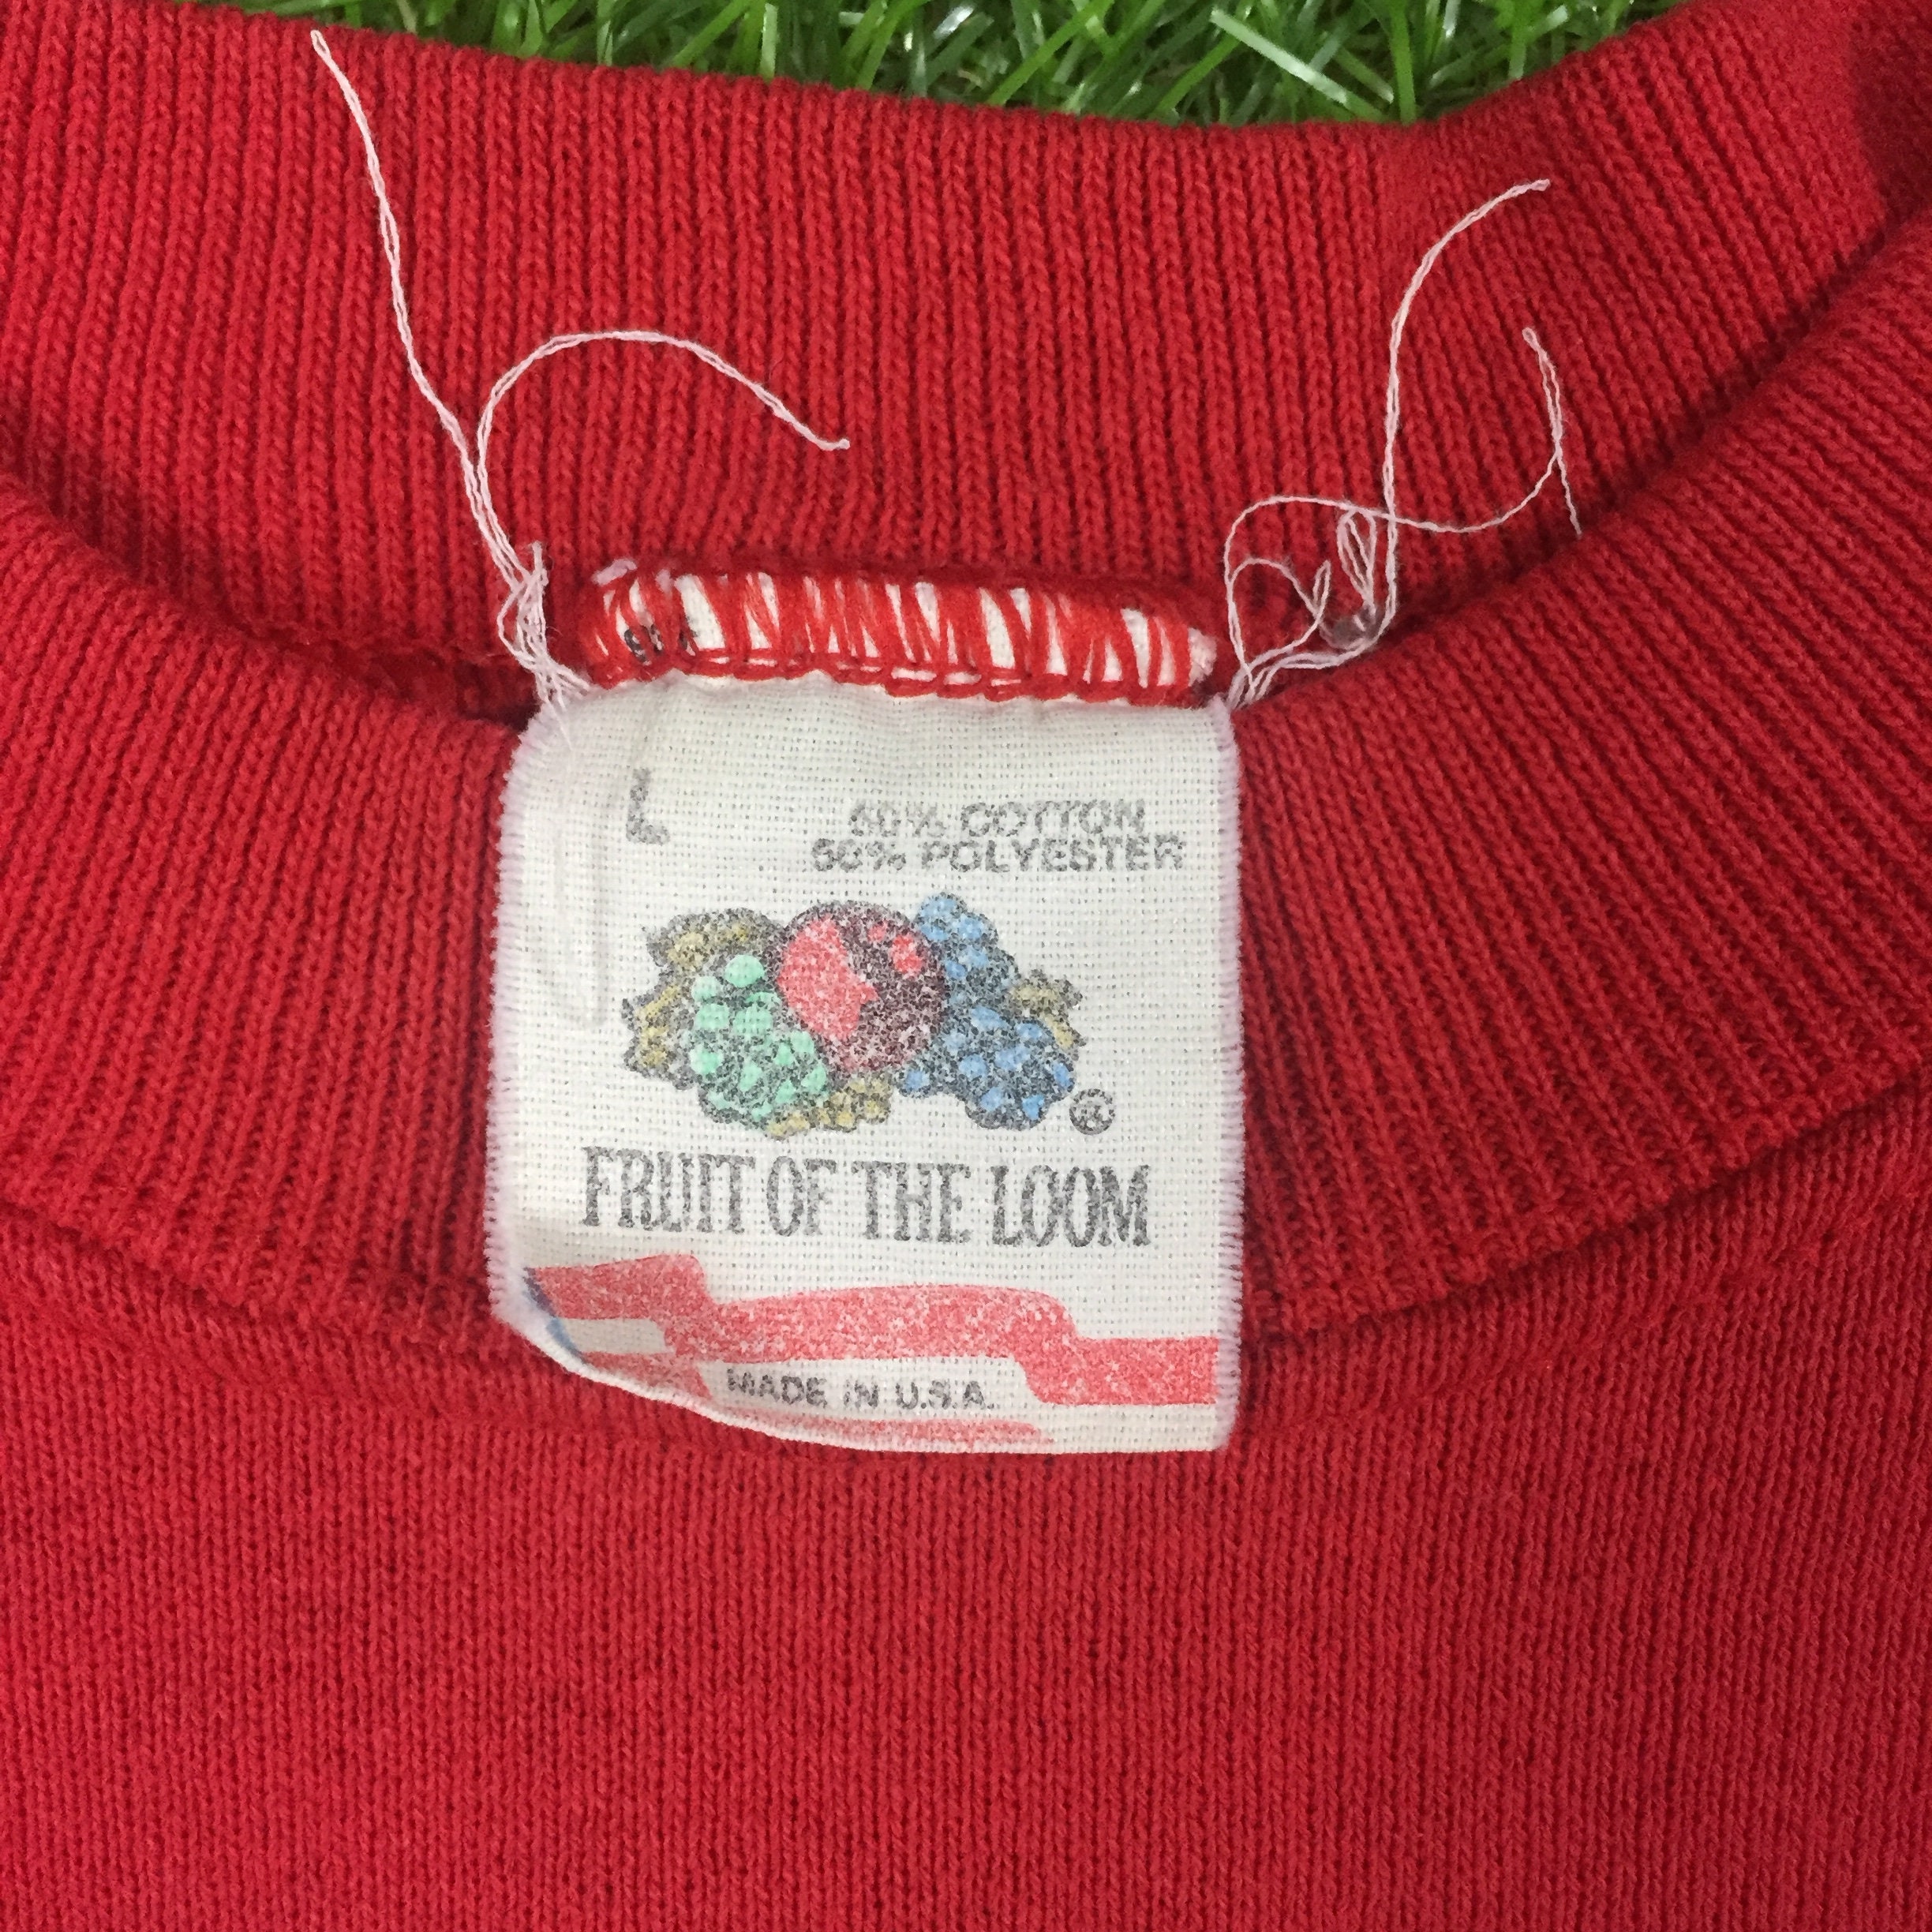 L
50% COTTON
50% POLYESTER
®
FRUIT OF THE LOOM
MADE IN U.S.A.